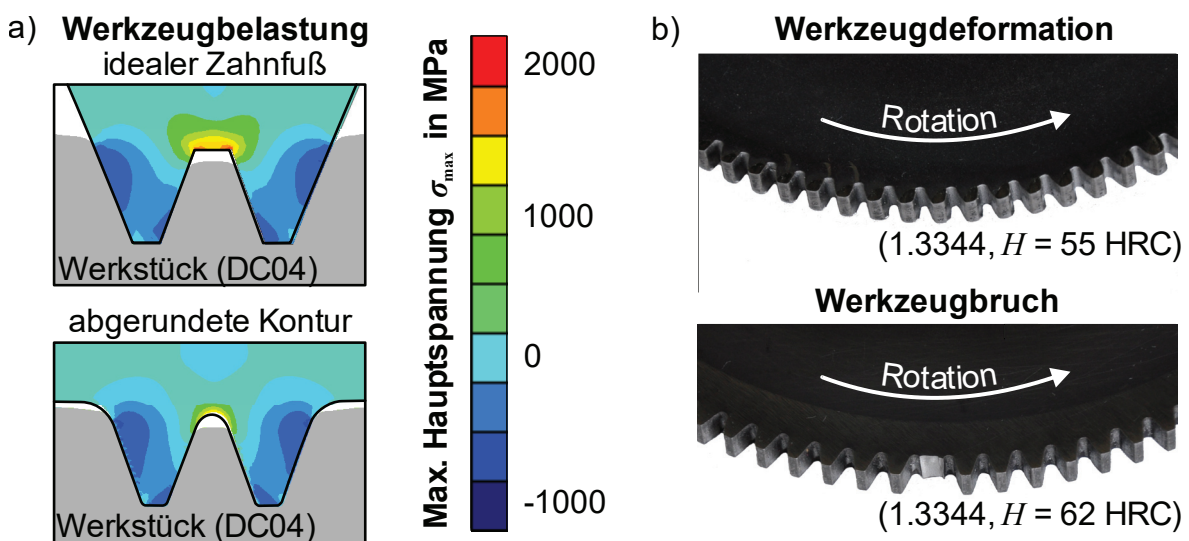 a) Werkzeugbelastung
idealer Zahnfuß
Werkstück (DC04)
abgerundete Kontur
Werkstück (DC04)
Max. Hauptspannung σmax in MPa
2000
1000
0
-1000
b) Werkzeugdeformation
Rotation
(1.3344, H = 55 HRC)
Werkzeugbruch
Rotation
(1.3344, H = 62 HRC)